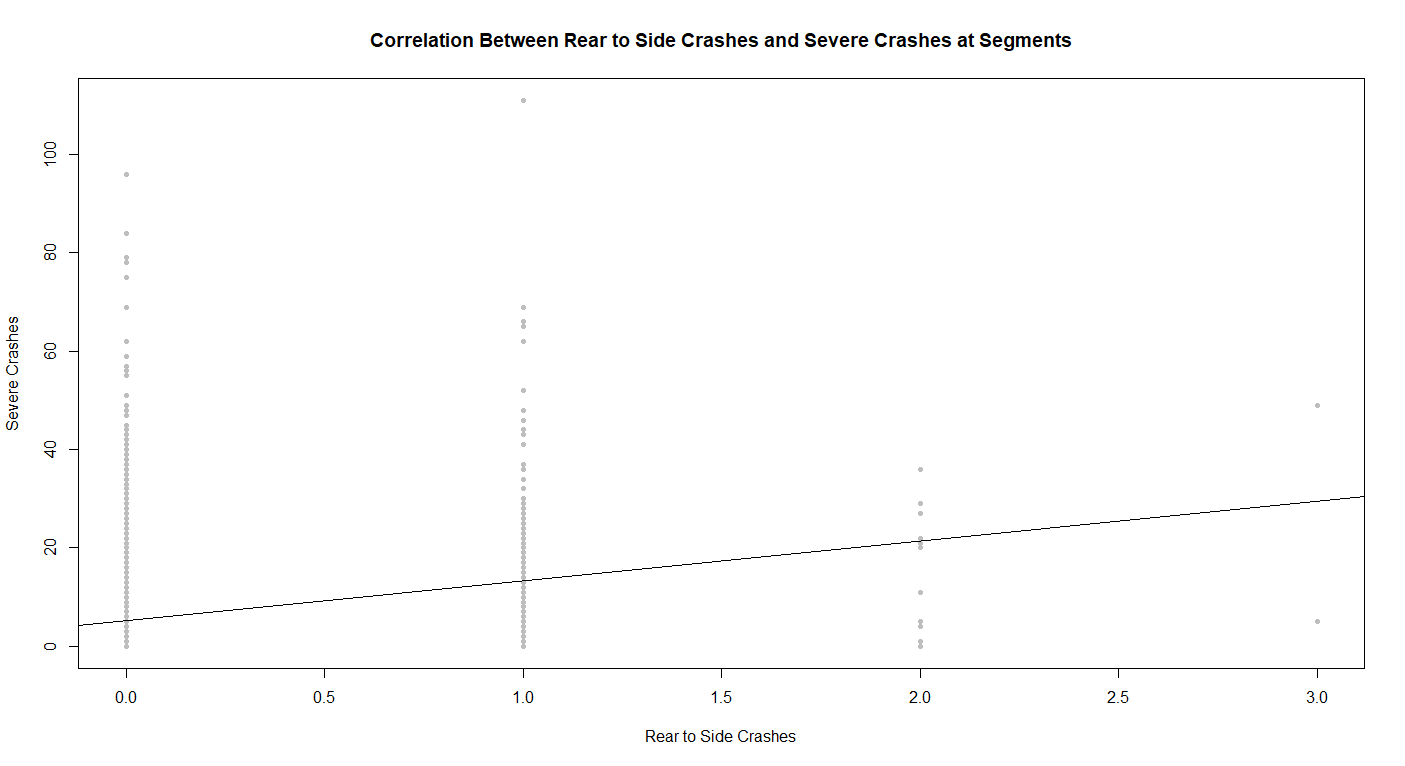 Correlation Between Rear to Side Crashes and Severe Crashes at Segments
Severe Crashes
100
80
60
40
20
0
0.0 0.5 1.0 1.5 2.0 2.5 3.0
Rear to Side Crashes